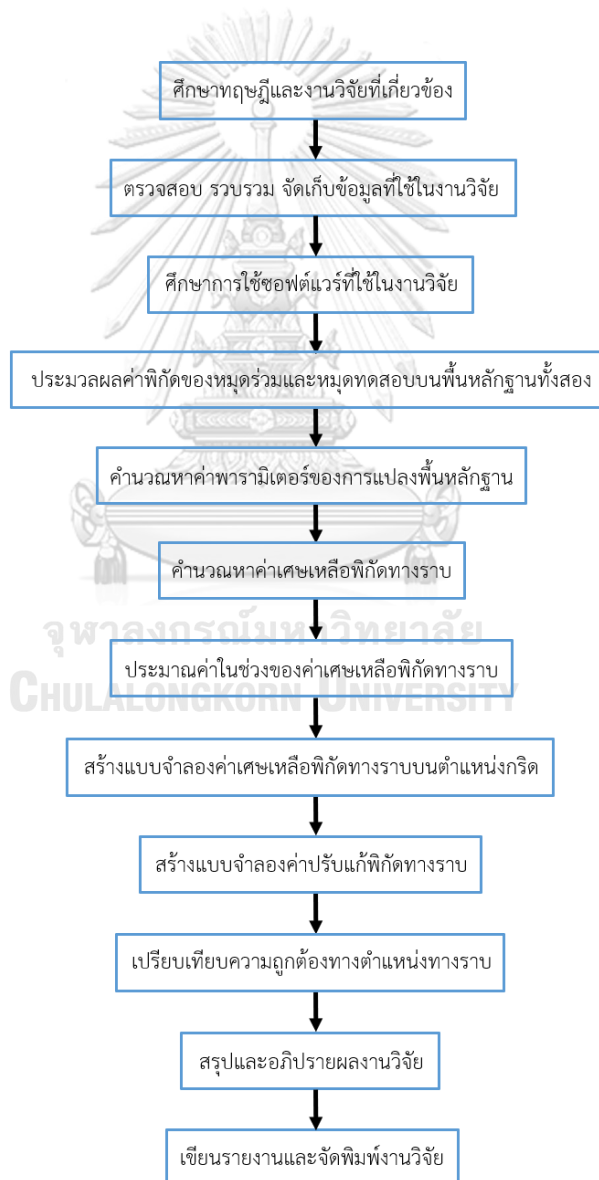 ศึกษาทฤษฎีและงานวิจัยที่เกี่ยวข้อง
ตรวจสอบ รวบรวม จัดเก็บข้อมูลที่ใช้ในงานวิจัย
ศึกษาการใช้ซอฟต์แวร์ที่ใช้ในงานวิจัย
ประมวลผลค่าพิกัดของหมุดร่วมและหมุดทดสอบบนพื้นหลักฐานทั้งสอง
คำนวณหาค่าพารามิเตอร์ของการแปลงพื้นหลักฐาน
คำนวณหาค่าเศษเหลือพิกัดทางราบ
จุฬาลงกรณ์มหาวิทยาลัย
ประมาณค่าในช่วงของค่าเศษเหลือพิกัดทางราบ
CHULALONGKORN UNIVERSITY
สร้างแบบจำลองค่าเศษเหลือพิกัดทางราบบนตำแหน่งกริด
สร้างแบบจำลองค่าปรับแก้พิกัดทางราบ
เปรียบเทียบความถูกต้องทางตำแหน่งทางราบ
สรุปและอภิปรายผลงานวิจัย
เขียนรายงานและจัดพิมพ์งานวิจัย